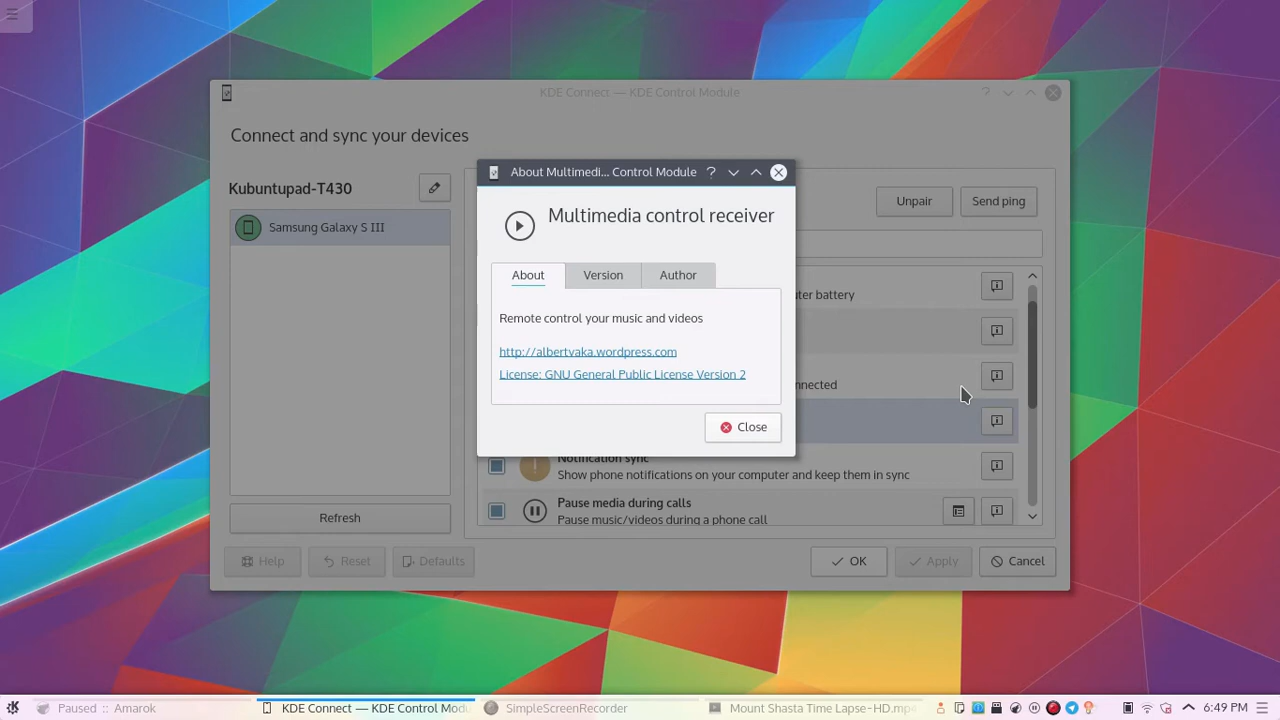 KDE Connect — KDE Control Module
Connect and sync your devices
Kubuntupad-T430
Samsung Galaxy S III
Refresh
Unpair
Send ping
battery
Notification sync
Show phone notifications on your computer and keep them in sync
Pause media during calls
Pause music/videos during a phone call
Help
Reset
Defaults
OK
Apply
Cancel
About Multimedi... Control Module
Multimedia control receiver
About
Version
Author
Remote control your music and videos
http://albertvaka.wordpress.com
License: GNU General Public License Version 2
Close
Paused :: Amarok
KDE Connect — KDE Control Modu
SimpleScreenRecorder
Mount Shasta Time Lapse-HD.mp4
6:49 PM